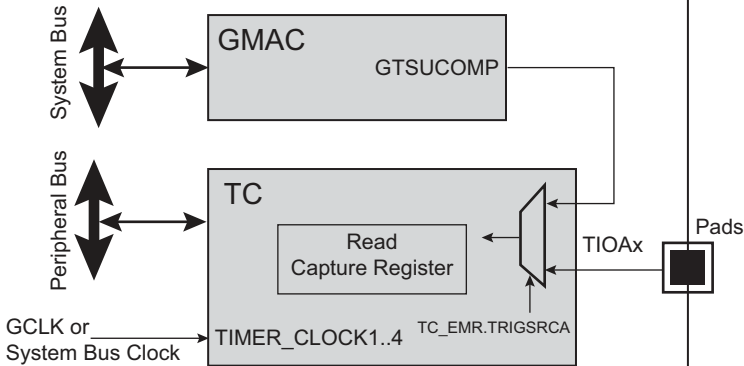 System Bus
GMAC
GTSUCOMP
Peripheral Bus
TC
Read
Capture Register
TIOAx
Pads
GCLK or
System Bus Clock
TIMER_CLOCK1..4
TC_EMR.TRIGSRCA